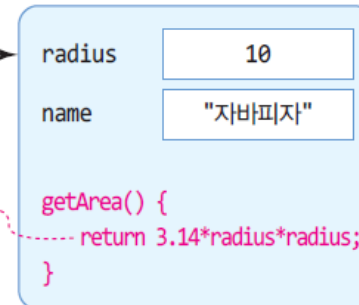 radius 10
name "자바피자"
getArea() {
return 3.14*radius*radius;
}